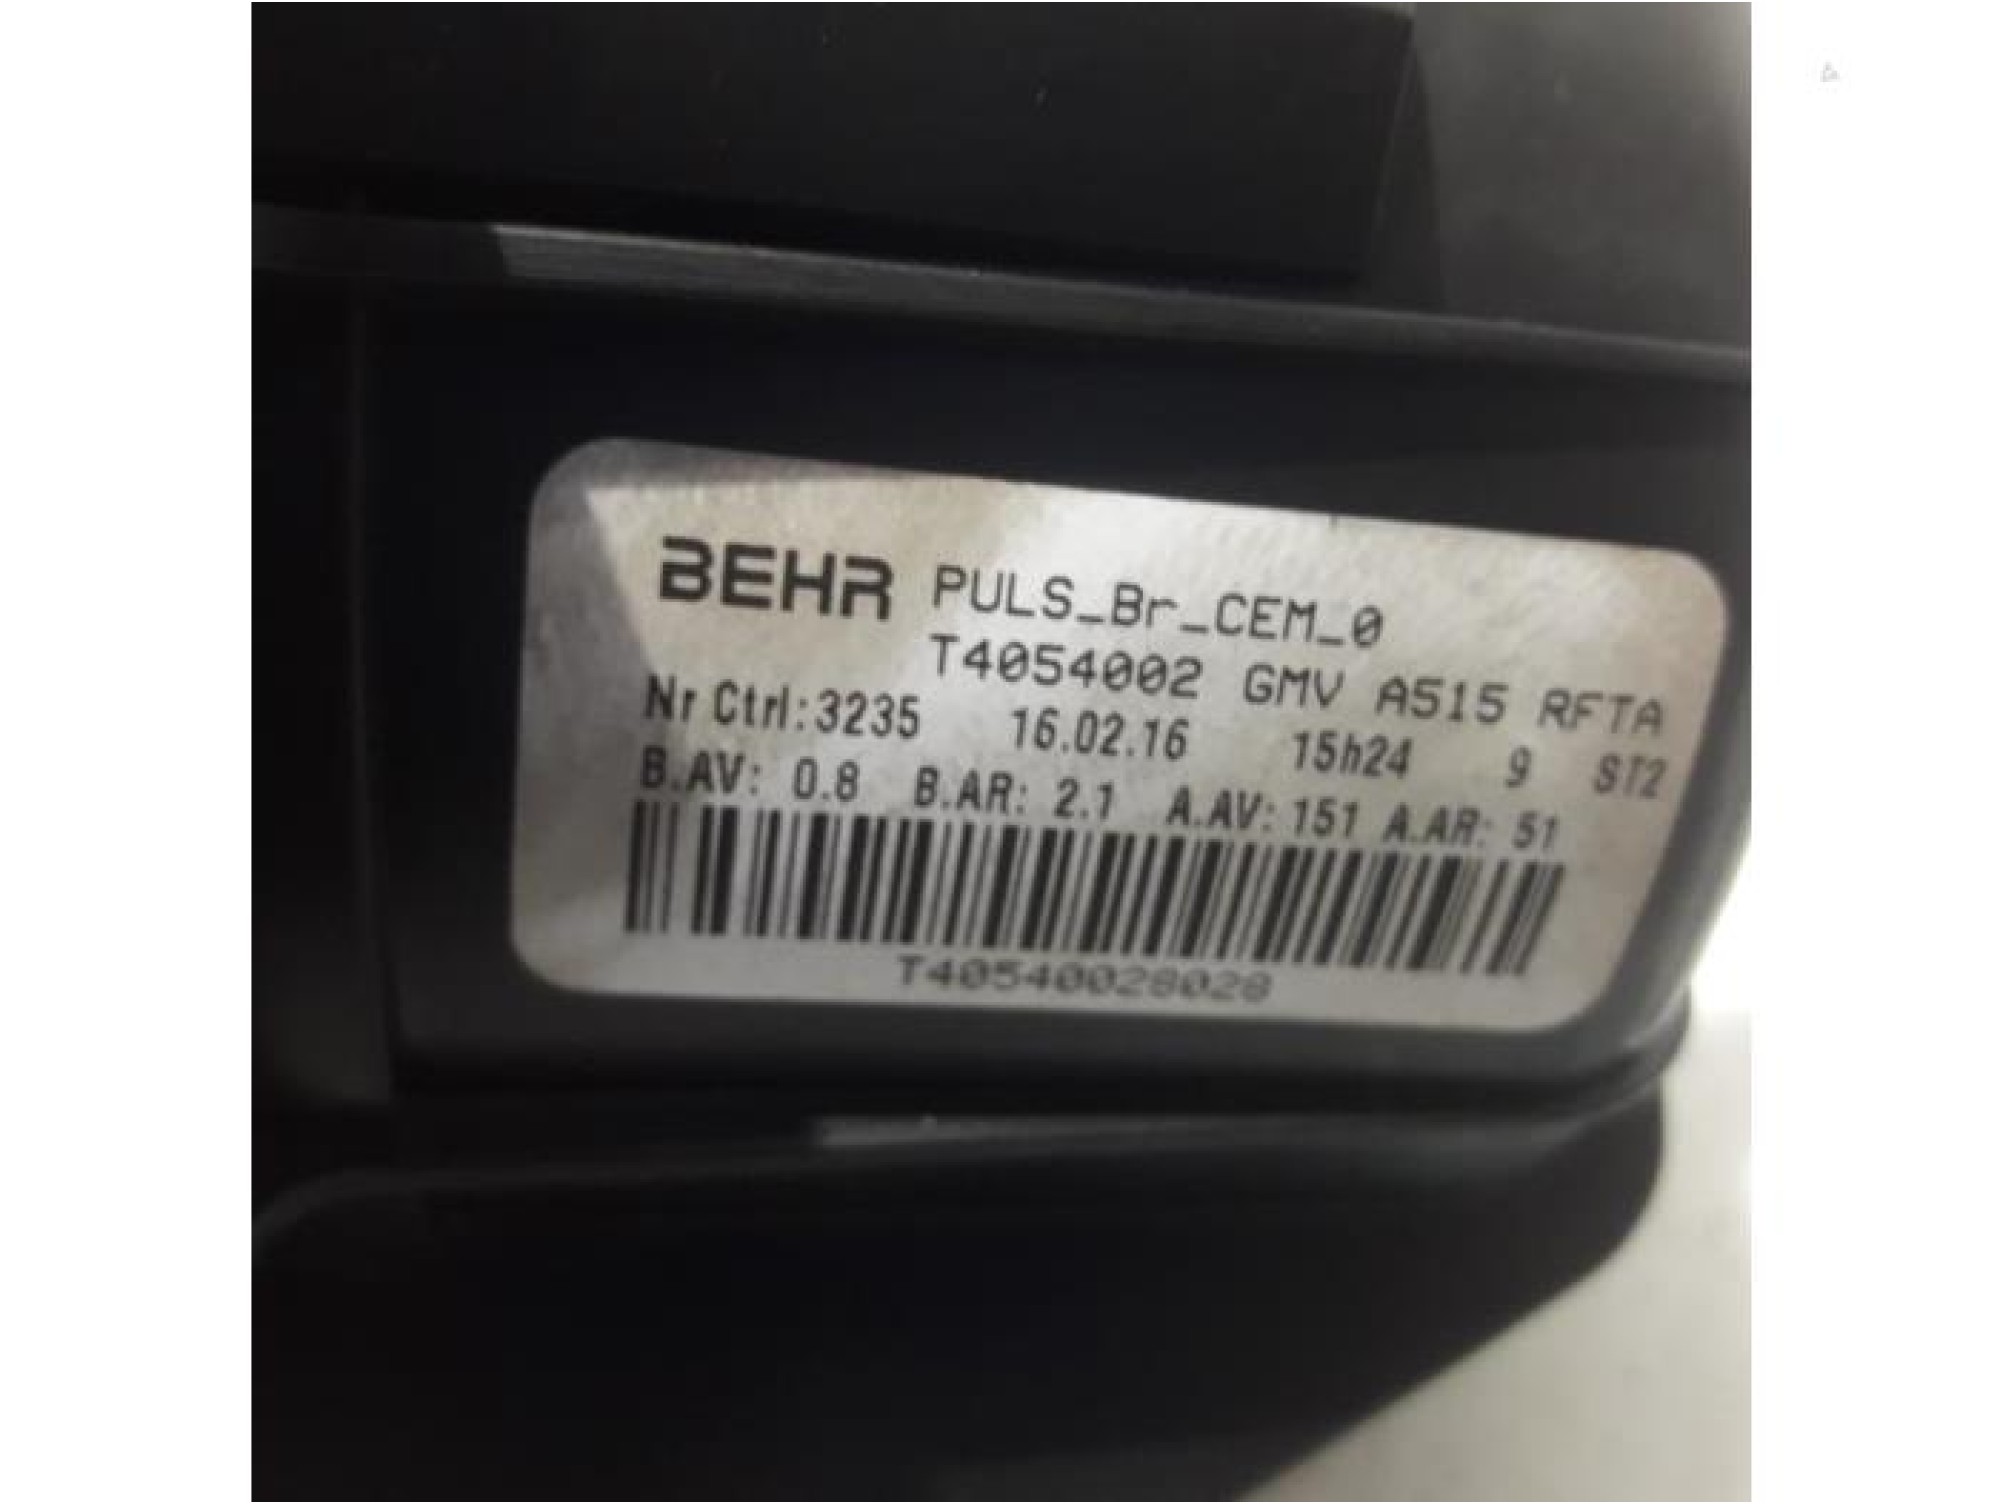 BEHR PULS_Br_CEM_0
T4054002 GMV A515 RFTA
Nr Ctrl:3235 16.02.16 15h24 9 ST2
B.AV: 0.8 B.AR: 2.1 A.AV: 151 A.AR: 51
T40540028028